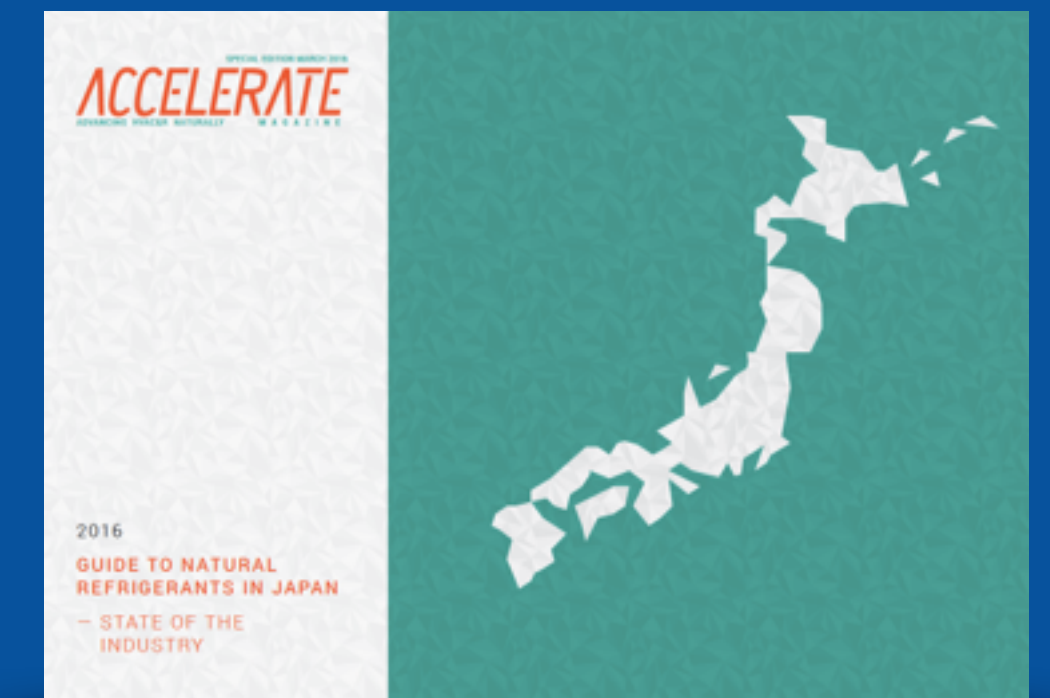 SPECIAL EDITION MARCH 2016
ACCELERATE
ADVANCING HVAC&R NATURALLY MAGAZINE
2016
GUIDE TO NATURAL
REFRIGERANTS IN JAPAN
– STATE OF THE
INDUSTRY